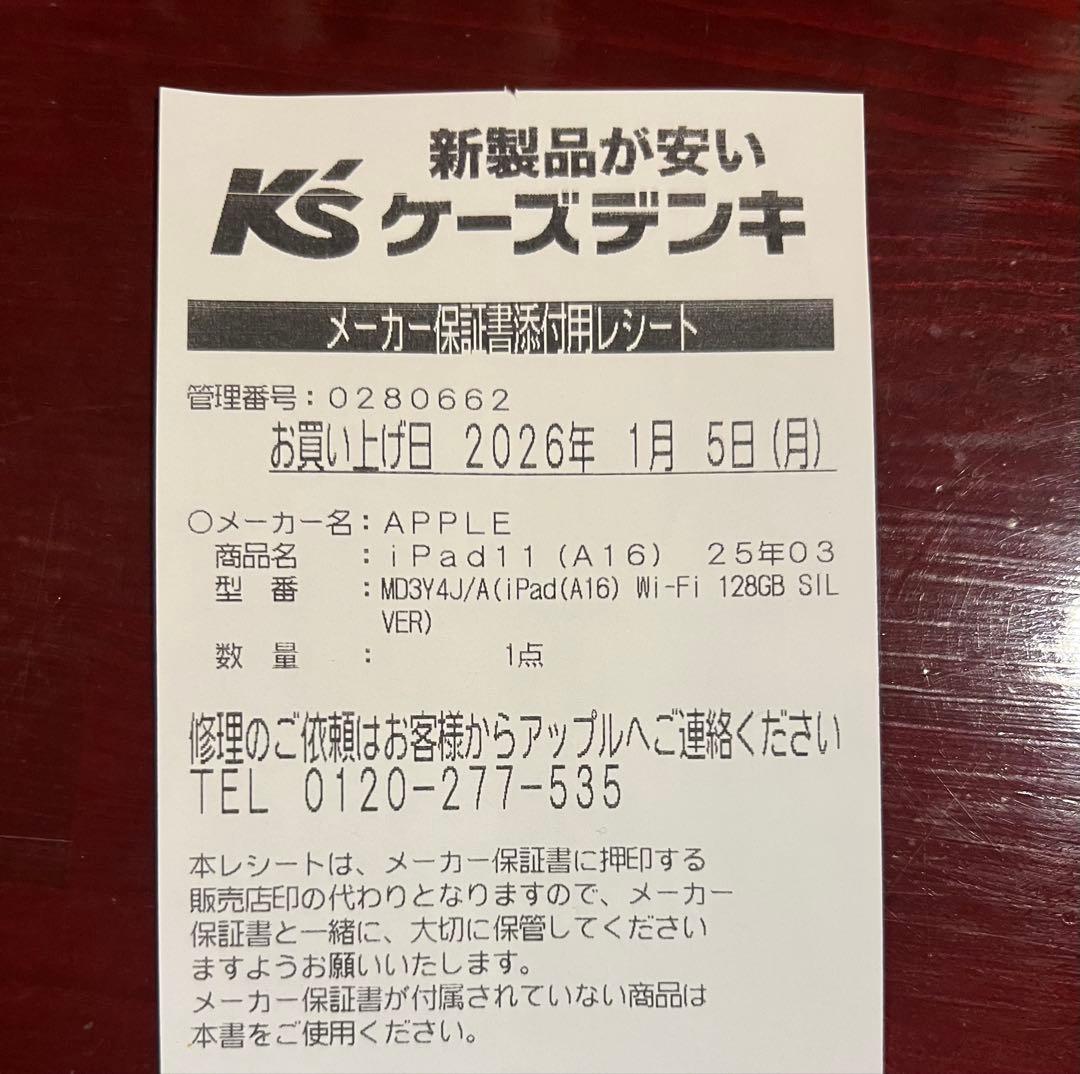 新製品が安い
K's ケーズデンキ
メーカー保証書添付用レシート
管理番号：０２８０６６２
お買い上げ日 2026年 1月 5日(月)
〇メーカー名：ＡＰＰＬＥ
商品名 ：ｉＰａｄ１１（Ａ１６） ２５年０３
型 番 ：MD3Y4J/A(iPad(A16) Wi-Fi 128GB SIL
VER)
数 量 ： 1点
修理のご依頼はお客様からアップルへご連絡ください
TEL 0120-277-535
本レシートは、メーカー保証書に押印する
販売店印の代わりとなりますので、メーカー
保証書と一緒に、大切に保管してください
ますようお願いいたします。
メーカー保証書が付属されていない商品は
本書をご使用ください。